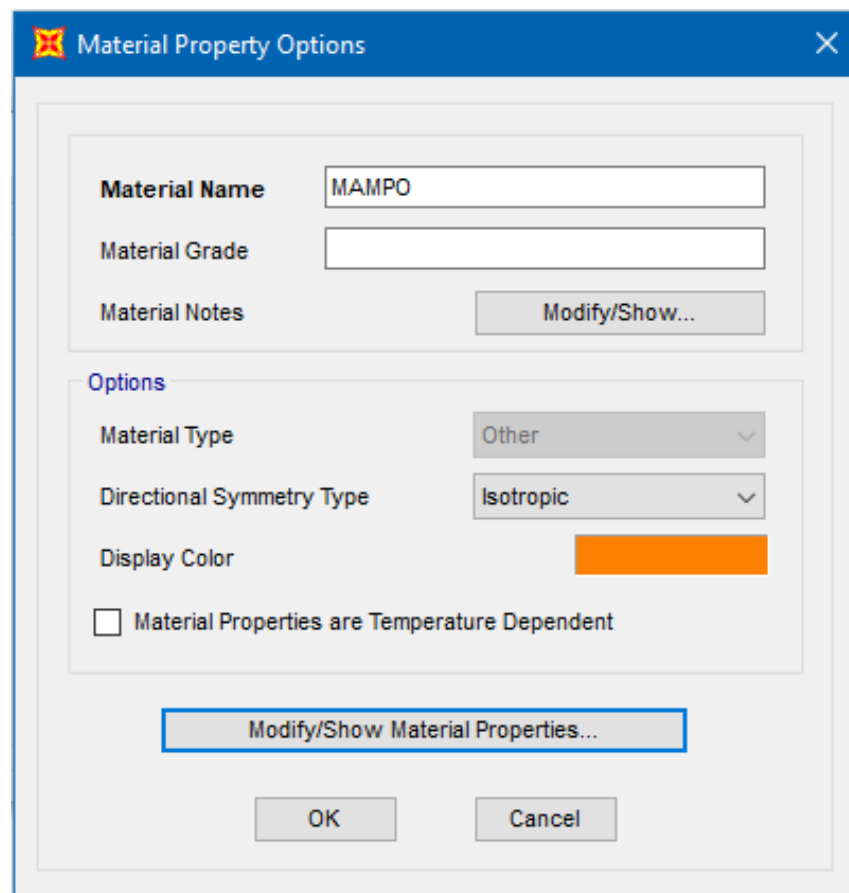 Material Property Options
Material Name MAMPO
Material Grade
Material Notes Modify/Show...
Options
Material Type Other
Directional Symmetry Type Isotropic
Display Color
Material Properties are Temperature Dependent
Modify/Show Material Properties...
OK Cancel